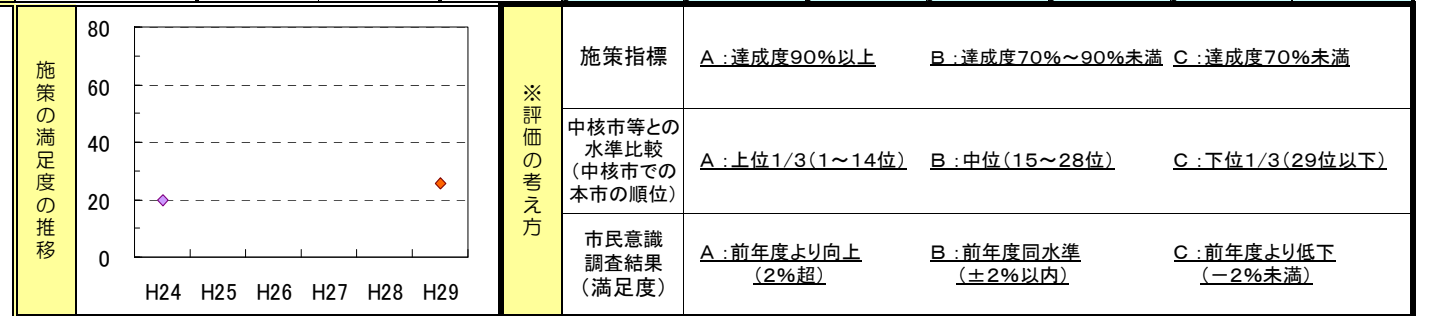 施策の満足度の推移
80
60
40
20
0
H24 H25 H26 H27 H28 H29
※評価の考え方
施策指標
A :達成度90%以上
B :達成度70%~90%未満
C :達成度70%未満
中核市等との
水準比較
(中核市での
本市の順位)
A :上位1/3(1~14位)
B :中位(15~28位)
C :下位1/3(29位以下)
市民意識
調査結果
(満足度)
A :前年度より向上
(2%超)
B :前年度同水準
(±2%以内)
C :前年度より低下
(-2%未満)